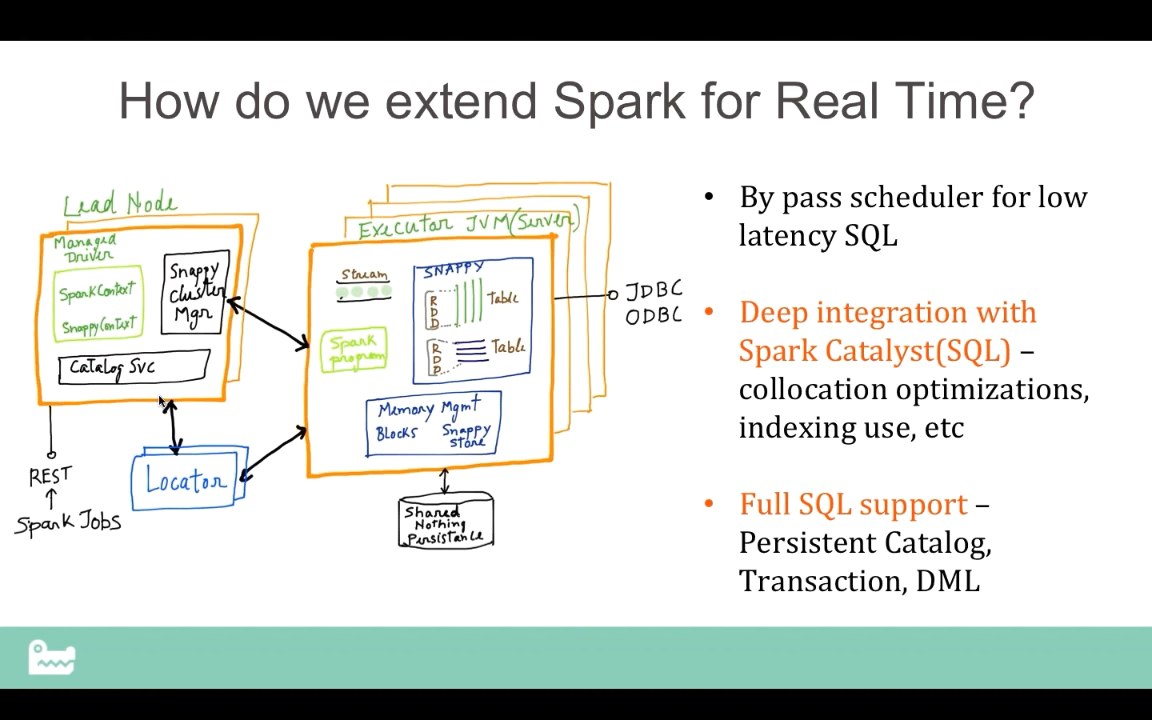 How do we extend Spark for Real Time?
Lead Node
Managed
Driver
SparkContext
SnappyContext
Snappy
Cluster
Mgr
Catalog SVC
REST
Spark Jobs
Locator
Executor JVM (Server)
Stream
Spark
program
SNAPPY
RDD
Table
RDD
Table
Memory Mgmt
BLOCKS
Snappy
store
Shared
Nothing
Persistance
JDBC
ODBC
• By pass scheduler for low
latency SQL
• Deep integration with
Spark Catalyst(SQL) –
collocation optimizations,
indexing use, etc
• Full SQL support –
Persistent Catalog,
Transaction, DML